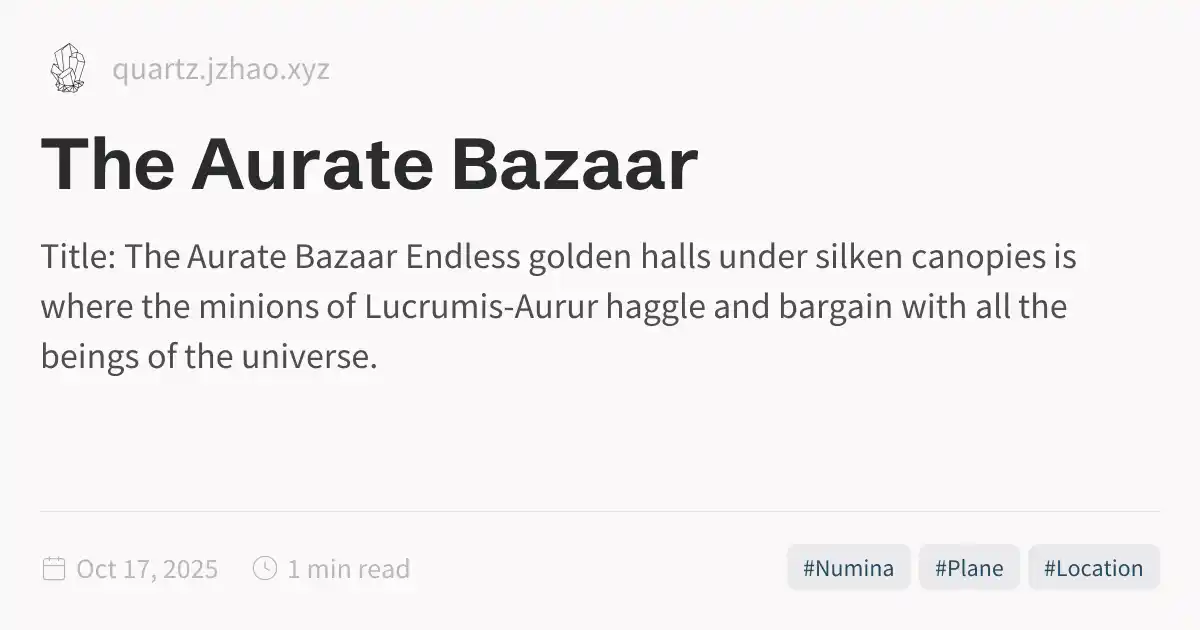 quartz.jzhao.xyz
The Aurate Bazaar
Title: The Aurate Bazaar Endless golden halls under silken canopies is
where the minions of Lucrumis-Aurur haggle and bargain with all the
beings of the universe.
Oct 17, 2025 1 min read #Numina #Plane #Location